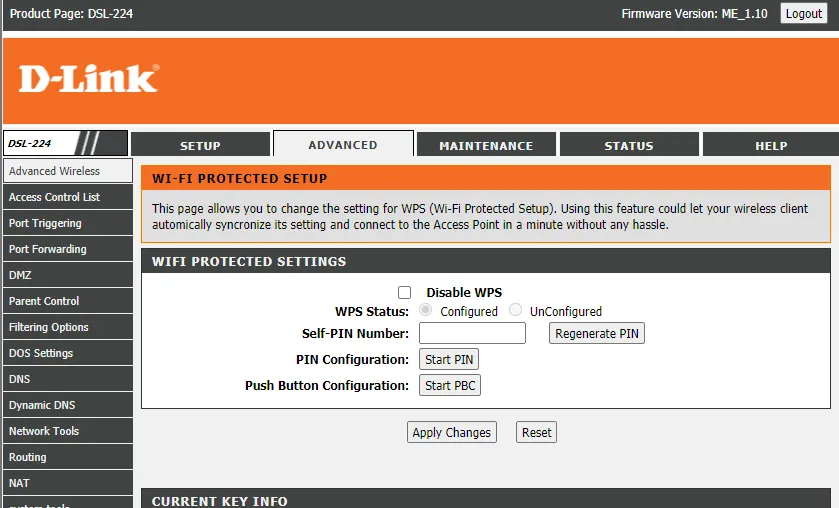 Product Page: DSL-224
Firmware Version: ME_1.10
Logout
D-Link®
DSL-224
SETUP
ADVANCED
MAINTENANCE
STATUS
HELP
Advanced Wireless
Access Control List
Port Triggering
Port Forwarding
DMZ
Parent Control
Filtering Options
DOS Settings
DNS
Dynamic DNS
Network Tools
Routing
NAT
system tools
WI-FI PROTECTED SETUP
This page allows you to change the setting for WPS (Wi-Fi Protected Setup). Using this feature could let your wireless client
automically syncronize its setting and connect to the Access Point in a minute without any hassle.
WIFI PROTECTED SETTINGS
Disable WPS
WPS Status: Configured UnConfigured
Self-PIN Number: Regenerate PIN
PIN Configuration: Start PIN
Push Button Configuration: Start PBC
Apply Changes Reset
CURRENT KEY INFO